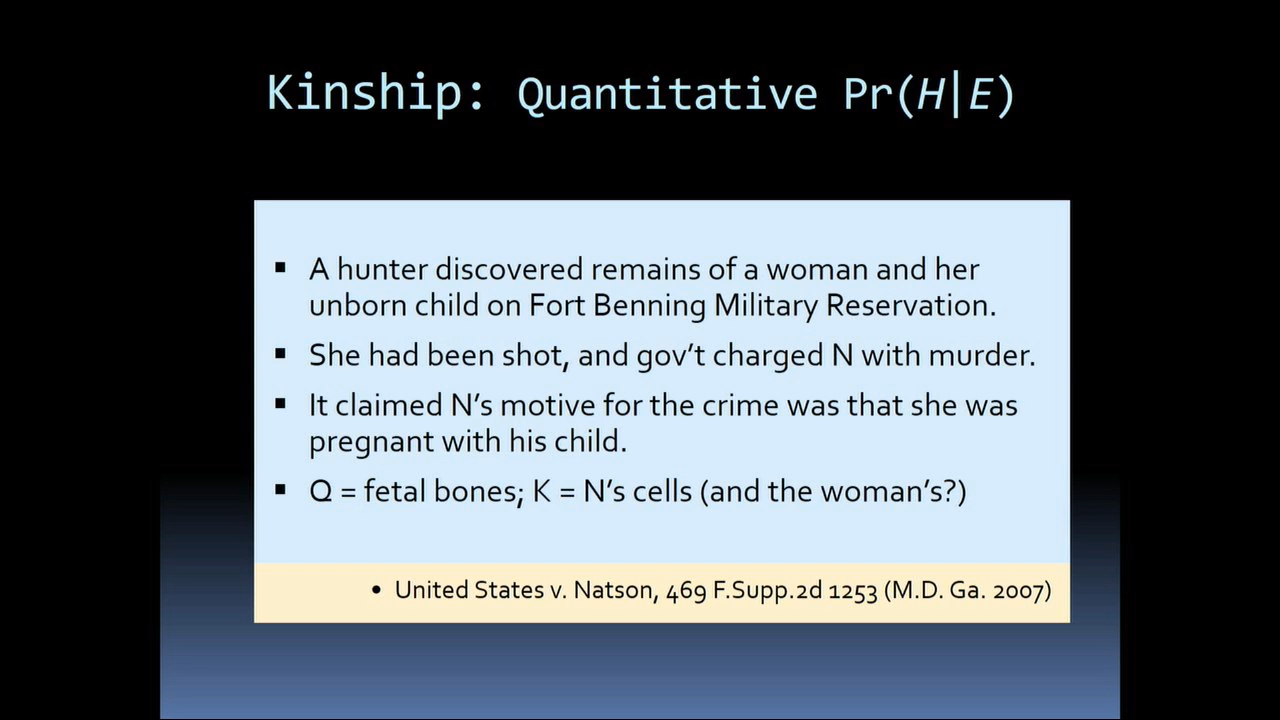 Kinship: Quantitative Pr(H|E)
▪ A hunter discovered remains of a woman and her
unborn child on Fort Benning Military Reservation.
▪ She had been shot, and gov’t charged N with murder.
▪ It claimed N’s motive for the crime was that she was
pregnant with his child.
▪ Q = fetal bones; K = N’s cells (and the woman’s?)
• United States v. Natson, 469 F.Supp.2d 1253 (M.D. Ga. 2007)